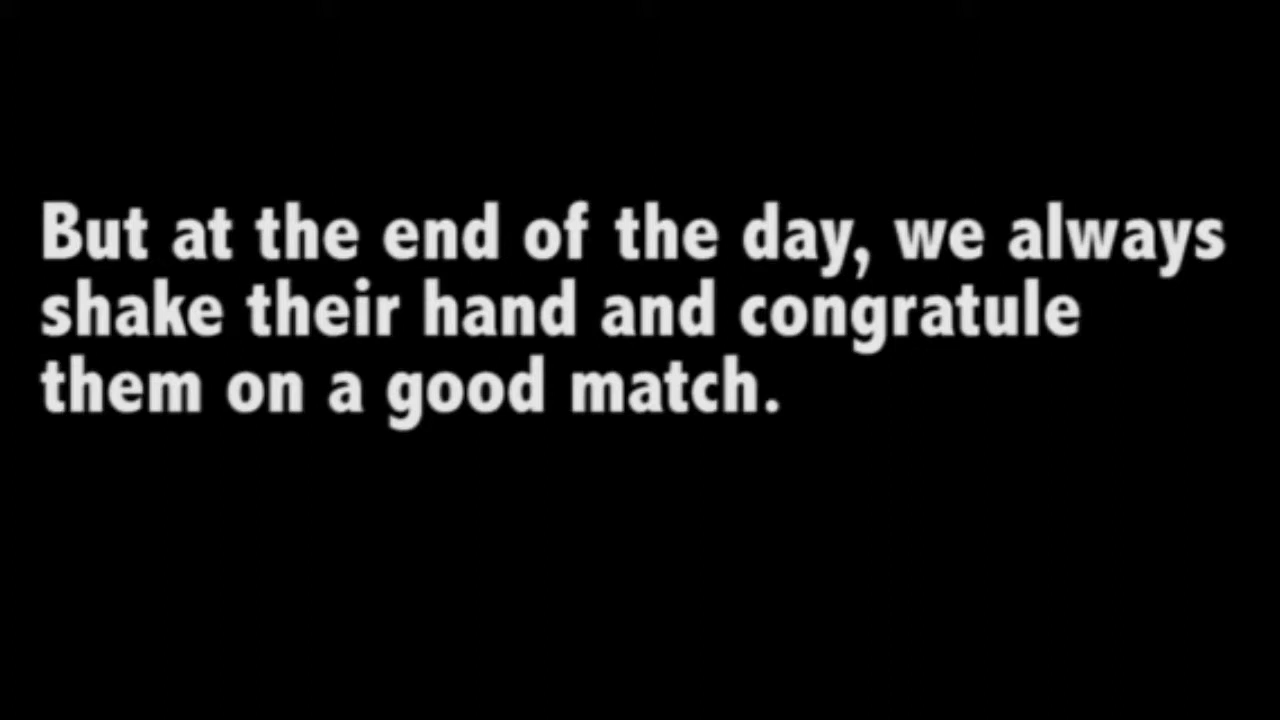 But at the end of the day, we always
shake their hand and congratule
them on a good match.